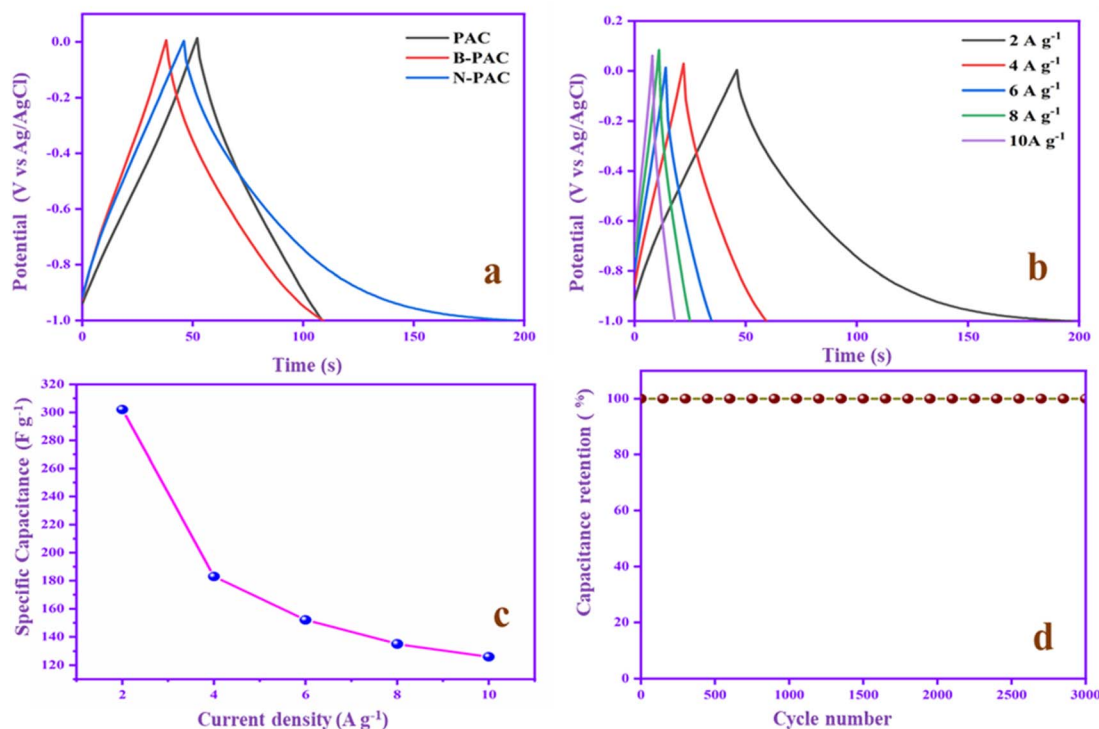 PAC
B-PAC
N-PAC
0.0
-0.2
-0.4
-0.6
-0.8
-1.0
0
50
100
150
200
Potential (V vs Ag/AgCl)
Time (s)
a
0.2
0.0
-0.2
-0.4
-0.6
-0.8
-1.0
0
50
100
150
200
Potential (V vs Ag/AgCl)
Time (s)
2 A g⁻¹
4 A g⁻¹
6 A g⁻¹
8 A g⁻¹
10A g⁻¹
b
320
300
280
260
240
220
200
180
160
140
120
2
4
6
8
10
Specific Capacitance (F g⁻¹)
Current density (A g⁻¹)
c
100
80
60
40
20
0
0
500
1000
1500
2000
2500
3000
Capacitance retention ( %)
Cycle number
d